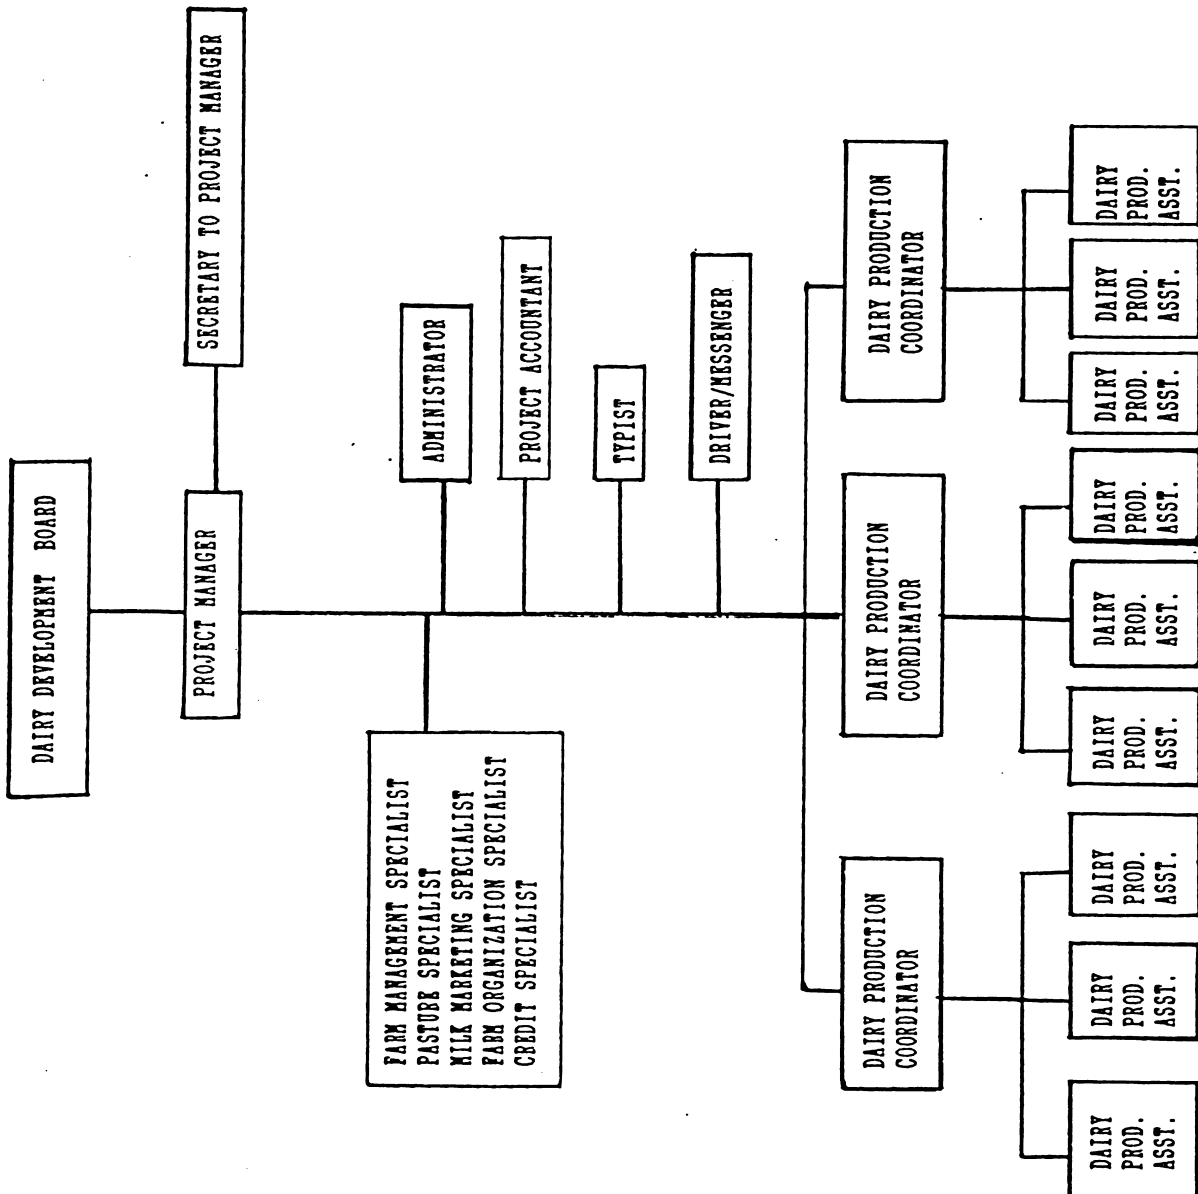 DAIRY DEVELOPMENT BOARD
PROJECT MANAGER
SECRETARY TO PROJECT MANAGER
FARM MANAGEMENT SPECIALIST
PASTURE SPECIALIST
MILK MARKETING SPECIALIST
FARM ORGANIZATION SPECIALIST
CREDIT SPECIALIST
ADMINISTRATOR
PROJECT ACCOUNTANT
TYPIST
DRIVER/MESSENGER
DAIRY PRODUCTION
COORDINATOR
DAIRY PRODUCTION
COORDINATOR
DAIRY PRODUCTION
COORDINATOR
DAIRY
PROD.
ASST.
DAIRY
PROD.
ASST.
DAIRY
PROD.
ASST.
DAIRY
PROD.
ASST.
DAIRY
PROD.
ASST.
DAIRY
PROD.
ASST.
DAIRY
PROD.
ASST.
DAIRY
PROD.
ASST.
DAIRY
PROD.
ASST.